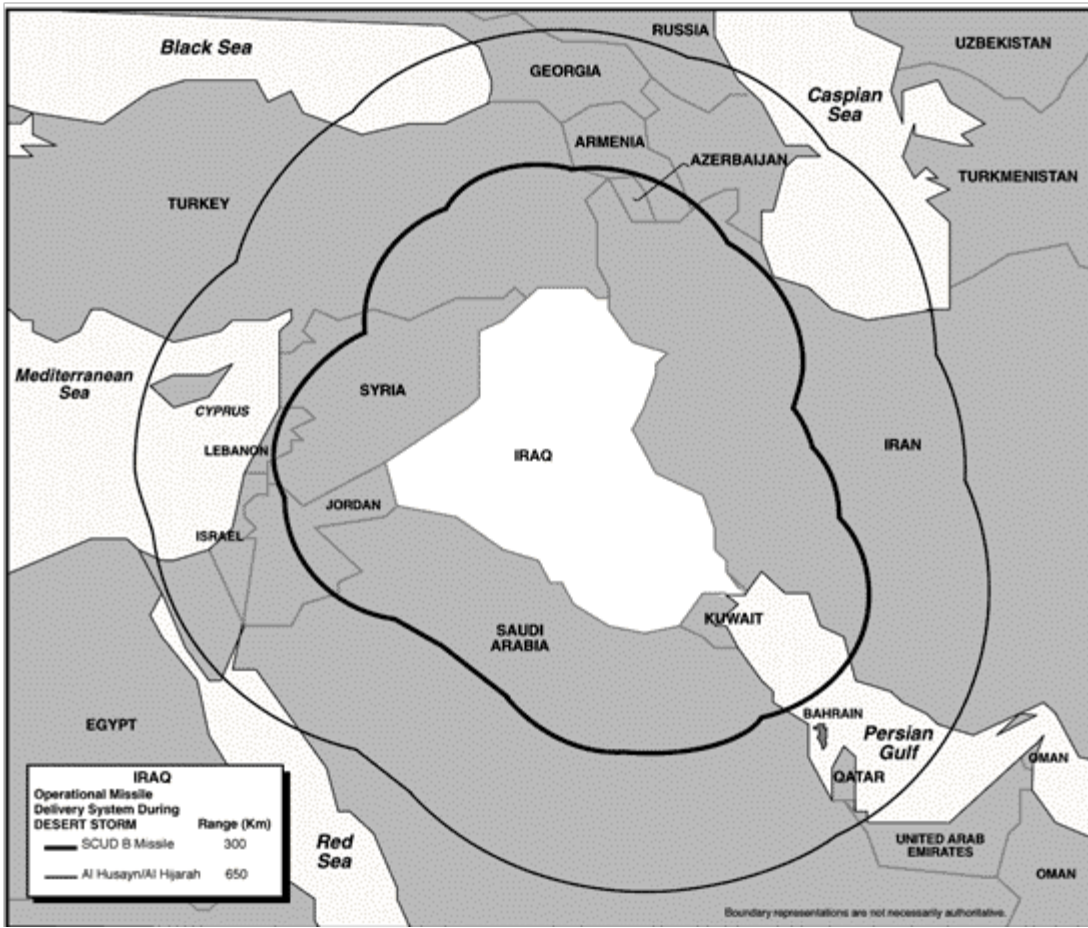 RUSSIA
Black Sea
UZBEKISTAN
GEORGIA
Caspian
Sea
ARMENIA
AZERBAIJAN
TURKMENISTAN
TURKEY
Mediterranean
Sea
SYRIA
CYPRUS
IRAN
LEBANON
IRAQ
JORDAN
ISRAEL
KUWAIT
SAUDI
ARABIA
BAHRAIN
EGYPT
Persian
Gulf
OMAN
QATAR
IRAQ
Operational Missile
Delivery System During
DESERT STORM Range (Km)
SCUD B Missile 300
Al Husayn/Al Hijarah 650
Red
Sea
UNITED ARAB
EMIRATES
OMAN
Boundary representations are not necessarily authoritative.